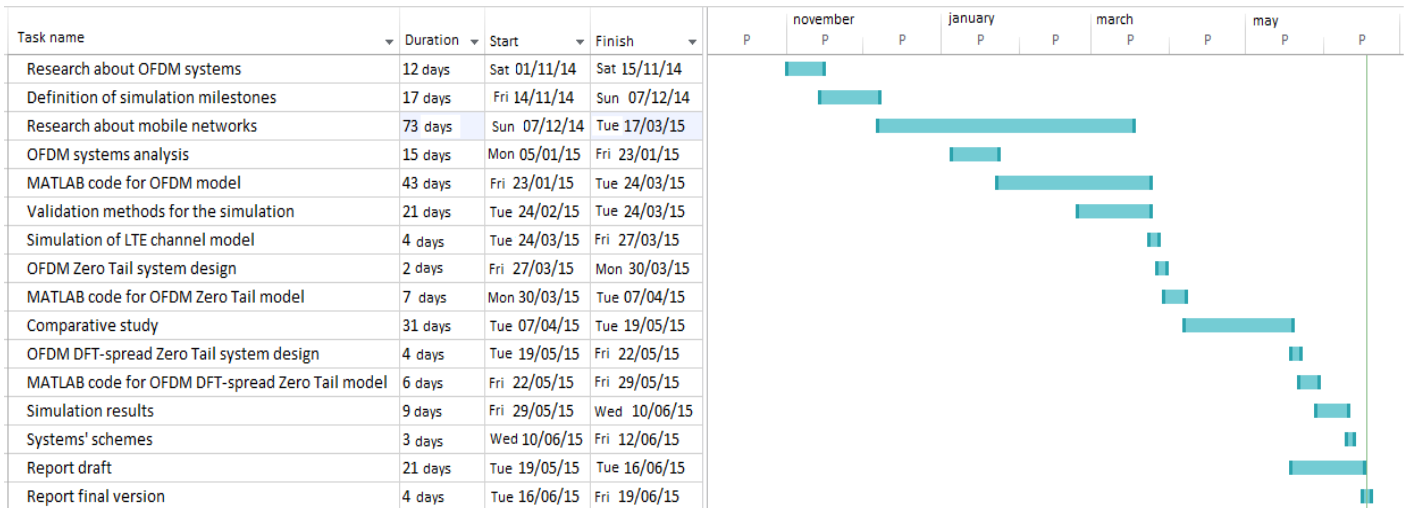 november january march may
Task name Duration Start Finish P P P P P P P P P
Research about OFDM systems 12 days Sat 01/11/14 Sat 15/11/14
Definition of simulation milestones 17 days Fri 14/11/14 Sun 07/12/14
Research about mobile networks 73 days Sun 07/12/14 Tue 17/03/15
OFDM systems analysis 15 days Mon 05/01/15 Fri 23/01/15
MATLAB code for OFDM model 43 days Fri 23/01/15 Tue 24/03/15
Validation methods for the simulation 21 days Tue 24/02/15 Tue 24/03/15
Simulation of LTE channel model 4 days Tue 24/03/15 Fri 27/03/15
OFDM Zero Tail system design 2 days Fri 27/03/15 Mon 30/03/15
MATLAB code for OFDM Zero Tail model 7 days Mon 30/03/15 Tue 07/04/15
Comparative study 31 days Tue 07/04/15 Tue 19/05/15
OFDM DFT-spread Zero Tail system design 4 days Tue 19/05/15 Fri 22/05/15
MATLAB code for OFDM DFT-spread Zero Tail model 6 days Fri 22/05/15 Fri 29/05/15
Simulation results 9 days Fri 29/05/15 Wed 10/06/15
Systems' schemes 3 days Wed 10/06/15 Fri 12/06/15
Report draft 21 days Tue 19/05/15 Tue 16/06/15
Report final version 4 days Tue 16/06/15 Fri 19/06/15